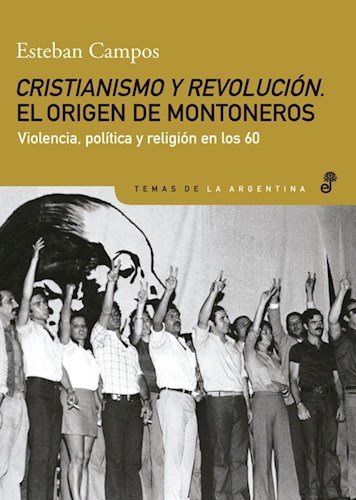 Esteban Campos
CRISTIANISMO Y REVOLUCIÓN.
EL ORIGEN DE MONTONEROS
Violencia, política y religión en los 60
TEMAS DE LA ARGENTINA